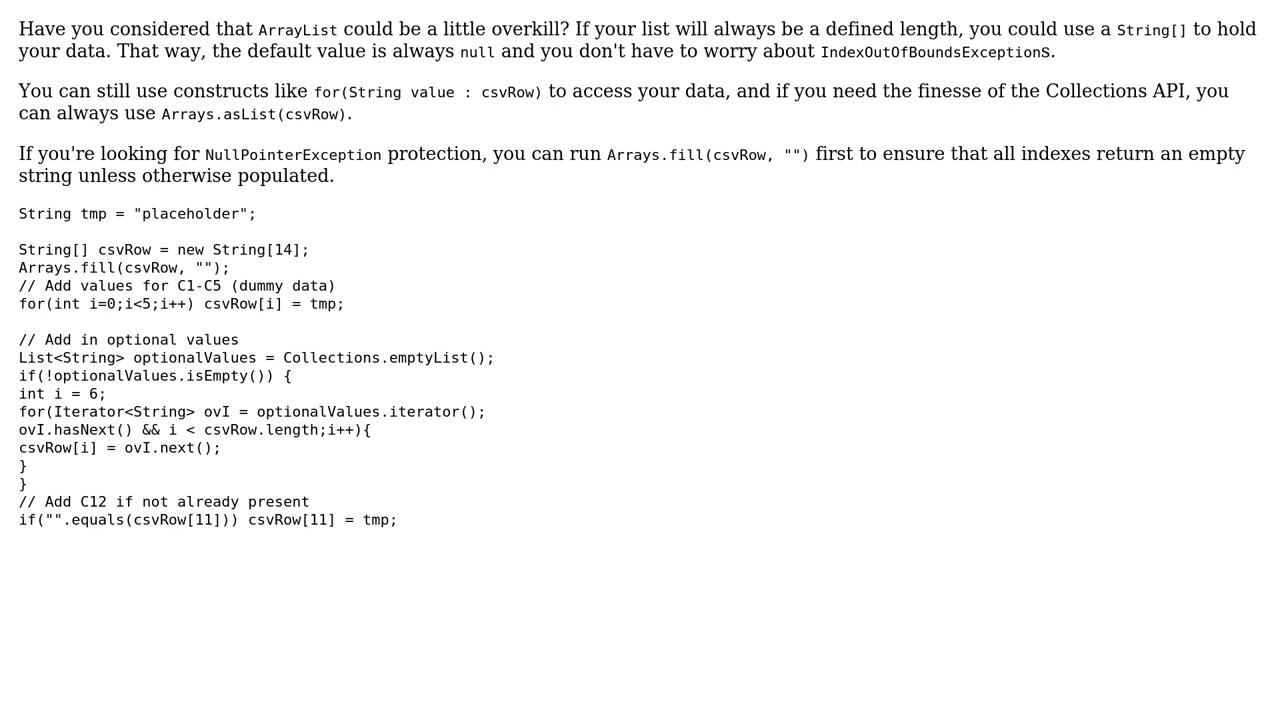 Have you considered that ArrayList could be a little overkill? If your list will always be a defined length, you could use a String[] to hold
your data. That way, the default value is always null and you don't have to worry about IndexOutOfBoundsExceptions.
You can still use constructs like for(String value : csvRow) to access your data, and if you need the finesse of the Collections API, you
can always use Arrays.asList(csvRow).
If you're looking for NullPointerException protection, you can run Arrays.fill(csvRow, "") first to ensure that all indexes return an empty
string unless otherwise populated.
String tmp = "placeholder";
String[] csvRow = new String[14];
Arrays.fill(csvRow, "");
// Add values for C1-C5 (dummy data)
for(int i=0;i<5;i++) csvRow[i] = tmp;
// Add in optional values
List<String> optionalValues = Collections.emptyList();
if(!optionalValues.isEmpty()) {
int i = 6;
for(Iterator<String> ovI = optionalValues.iterator();
ovI.hasNext() && i < csvRow.length;i++){
csvRow[i] = ovI.next();
}
}
// Add C12 if not already present
if("".equals(csvRow[11])) csvRow[11] = tmp;